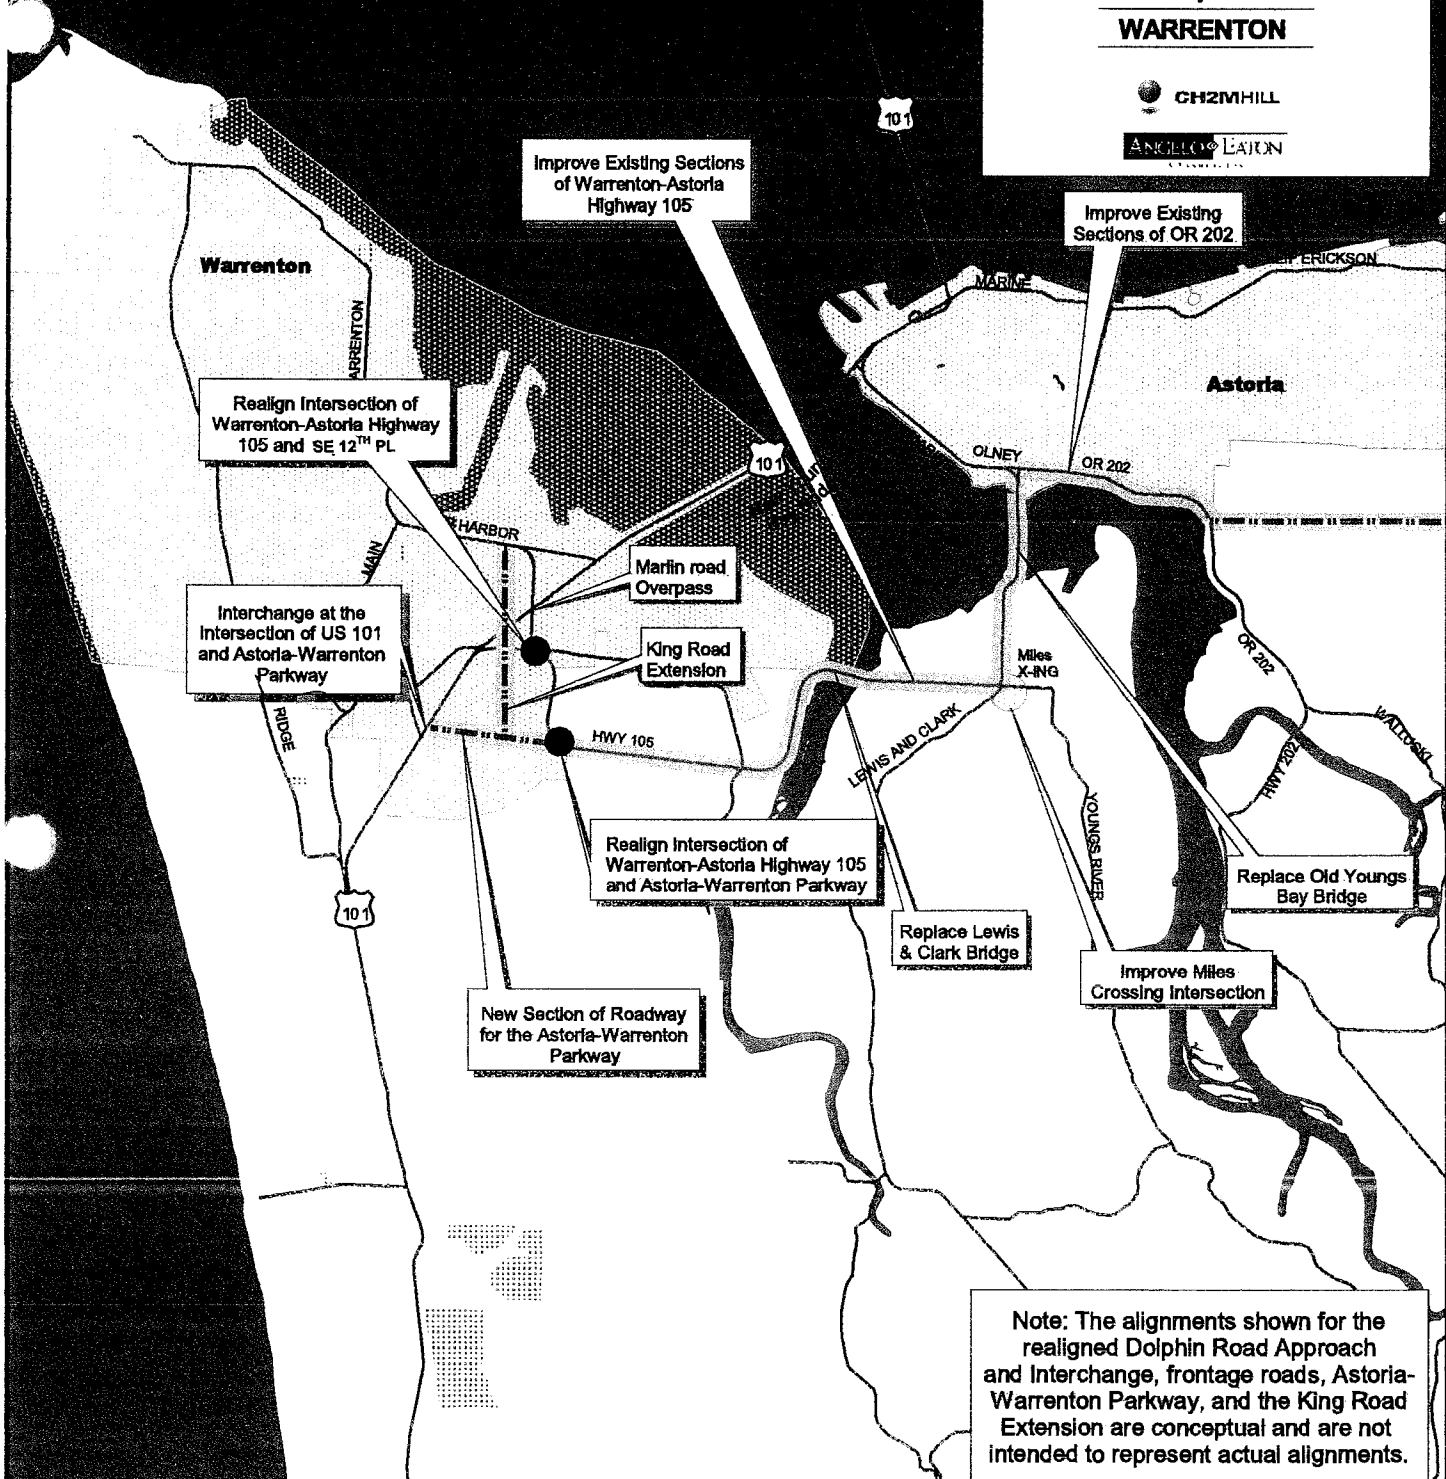 WARRENTON
CH2MHILL
ANGELO EATON
101
Improve Existing Sections
of Warrenton-Astoria
Highway 105
Improve Existing
Sections of OR 202
Warrenton
ERICKSON
MARINE
ARRENTON
Astoria
Realign Intersection of
Warrenton-Astoria Highway
105 and SE 12TH PL
101
OLNEY
OR 202
HARBOR
MAIN
Marlin road
Overpass
Interchange at the
Intersection of US 101
and Astoria-Warrenton
Parkway
King Road
Extension
Miles
X-ING
OR 202
RIDGE
HWY 105
LEWIS AND CLARK
WALLUSKI
HWY 202
YOUNGS RIVER
Realign Intersection of
Warrenton-Astoria Highway 105
and Astoria-Warrenton Parkway
Replace Old Youngs
Bay Bridge
101
Replace Lewis
& Clark Bridge
Improve Miles
Crossing Intersection
New Section of Roadway
for the Astoria-Warrenton
Parkway
Note: The alignments shown for the
realigned Dolphin Road Approach
and Interchange, frontage roads, Astoria-
Warrenton Parkway, and the King Road
Extension are conceptual and are not
intended to represent actual alignments.